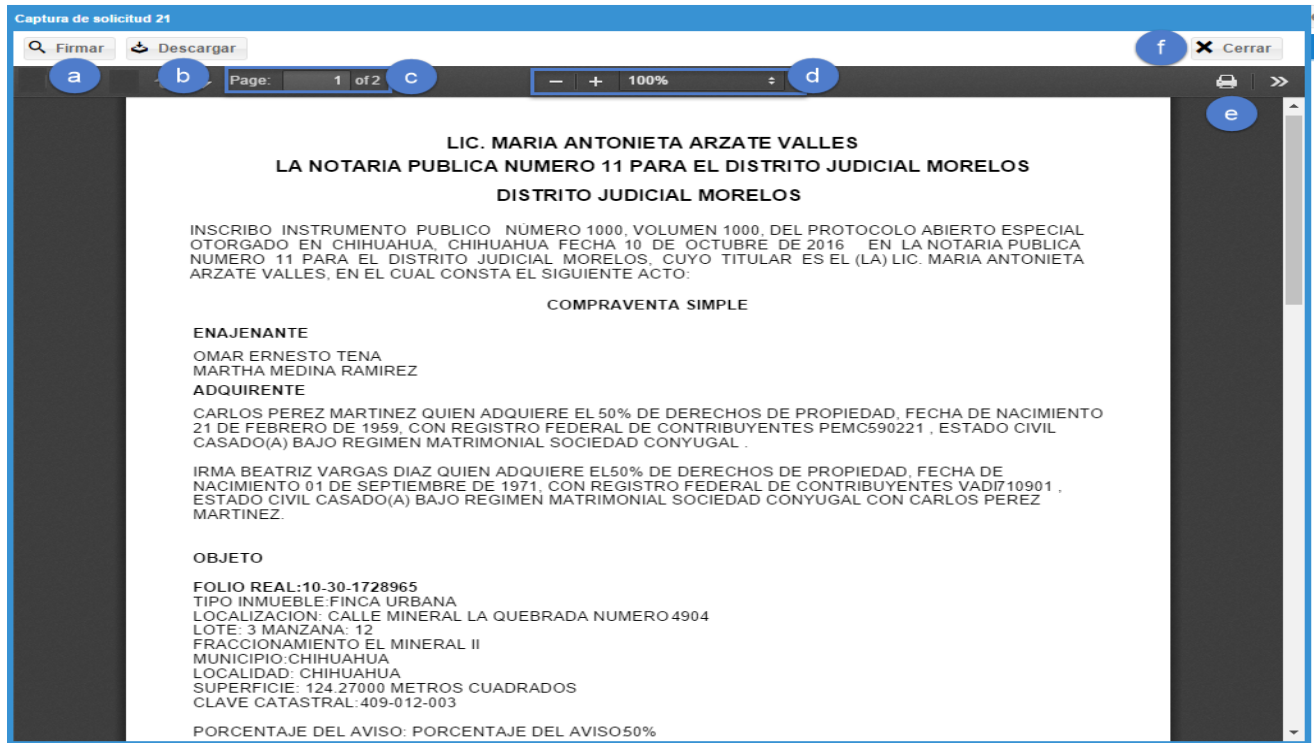 Captura de solicitud 21
Firmar Descargar f Cerrar
a b Page: 1 of 2 c 100% d
e
LIC. MARIA ANTONIETA ARZATE VALLES
LA NOTARIA PUBLICA NUMERO 11 PARA EL DISTRITO JUDICIAL MORELOS
DISTRITO JUDICIAL MORELOS
INSCRIBO INSTRUMENTO PUBLICO NÚMERO 1000, VOLUMEN 1000, DEL PROTOCOLO ABIERTO ESPECIAL
OTORGADO EN CHIHUAHUA, CHIHUAHUA FECHA 10 DE OCTUBRE DE 2016 EN LA NOTARIA PUBLICA
NUMERO 11 PARA EL DISTRITO JUDICIAL MORELOS, CUYO TITULAR ES EL (LA) LIC. MARIA ANTONIETA
ARZATE VALLES, EN EL CUAL CONSTA EL SIGUIENTE ACTO:
COMPRAVENTA SIMPLE
ENAJENANTE
OMAR ERNESTO TENA
MARTHA MEDINA RAMIREZ
ADQUIRENTE
CARLOS PEREZ MARTINEZ QUIEN ADQUIERE EL 50% DE DERECHOS DE PROPIEDAD, FECHA DE NACIMIENTO
21 DE FEBRERO DE 1959, CON REGISTRO FEDERAL DE CONTRIBUYENTES PEMC590221 , ESTADO CIVIL
CASADO(A) BAJO REGIMEN MATRIMONIAL SOCIEDAD CONYUGAL .
IRMA BEATRIZ VARGAS DIAZ QUIEN ADQUIERE EL50% DE DERECHOS DE PROPIEDAD, FECHA DE
NACIMIENTO 01 DE SEPTIEMBRE DE 1971, CON REGISTRO FEDERAL DE CONTRIBUYENTES VADI710901 ,
ESTADO CIVIL CASADO(A) BAJO REGIMEN MATRIMONIAL SOCIEDAD CONYUGAL CON CARLOS PEREZ
MARTINEZ.
OBJETO
FOLIO REAL:10-30-1728965
TIPO INMUEBLE:FINCA URBANA
LOCALIZACION: CALLE MINERAL LA QUEBRADA NUMERO 4904
LOTE: 3 MANZANA: 12
FRACCIONAMIENTO EL MINERAL II
MUNICIPIO:CHIHUAHUA
LOCALIDAD: CHIHUAHUA
SUPERFICIE: 124.27000 METROS CUADRADOS
CLAVE CATASTRAL:409-012-003
PORCENTAJE DEL AVISO: PORCENTAJE DEL AVISO50%